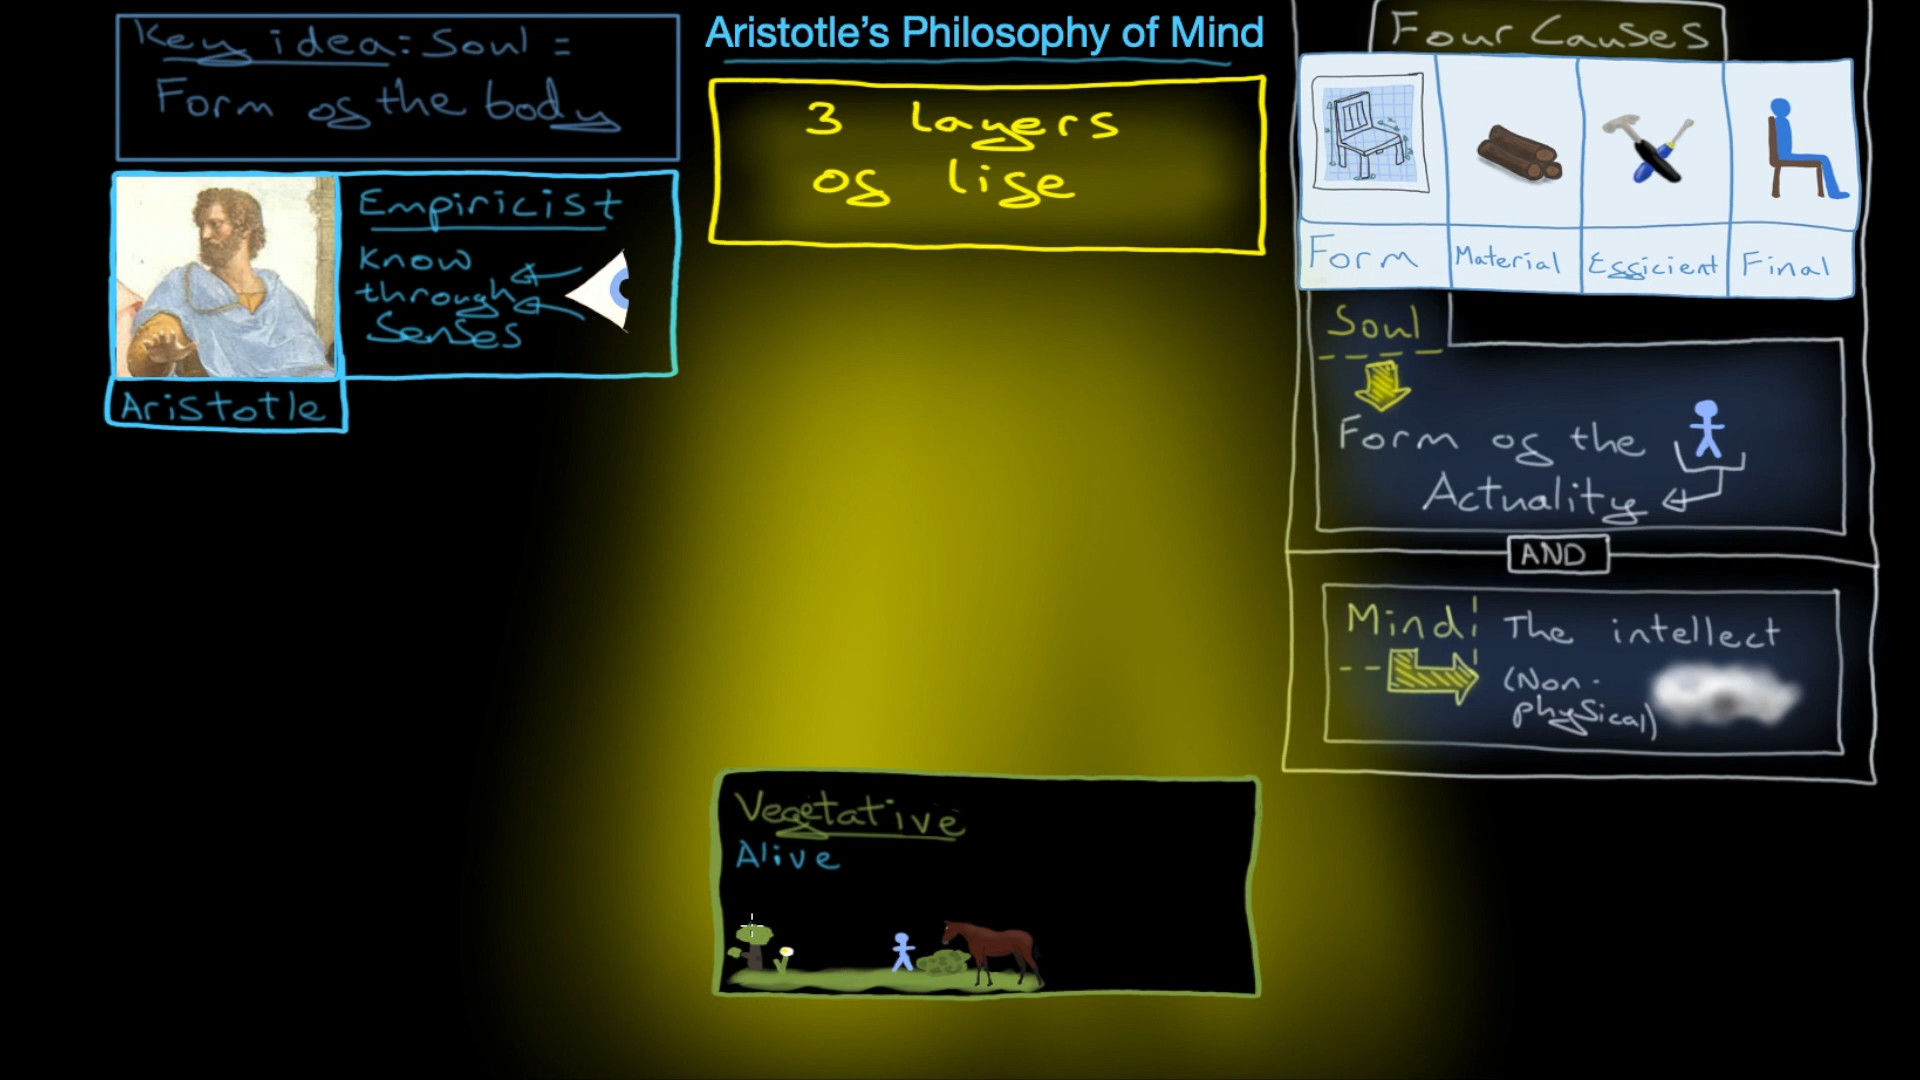 Aristotle's Philosophy of Mind
Key idea: Soul =
Form of the body
Empiricist
Know
through
Senses
Aristotle
3 layers
of life
Vegetative
Alive
Four Causes
Form Material Efficient Final
Soul
Form of the
Actuality
AND
Mind The intellect
(Non-
physical)